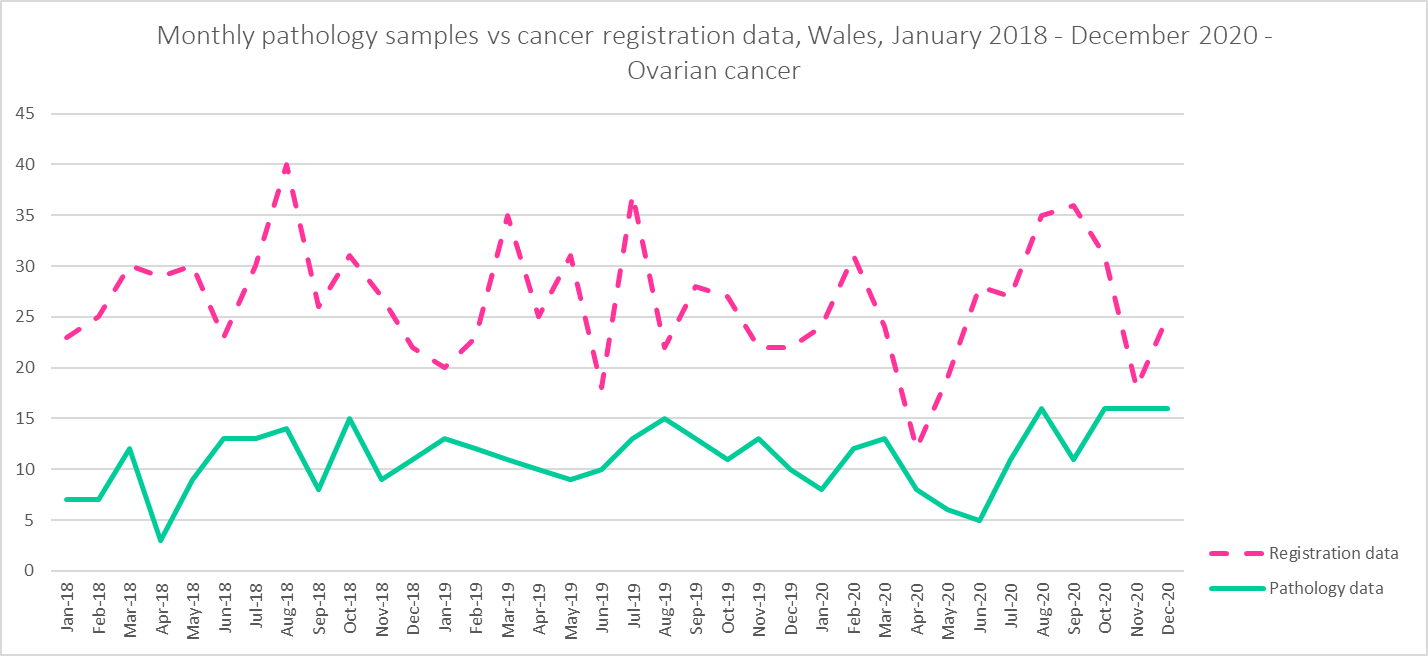 Monthly pathology samples vs cancer registration data, Wales, January 2018 - December 2020 -
Ovarian cancer
45
40
35
30
25
20
15
10
5
0
Jan-18
Feb-18
Mar-18
Apr-18
May-18
Jun-18
Jul-18
Aug-18
Sep-18
Oct-18
Nov-18
Dec-18
Jan-19
Feb-19
Mar-19
Apr-19
May-19
Jun-19
Jul-19
Aug-19
Sep-19
Oct-19
Nov-19
Dec-19
Jan-20
Feb-20
Mar-20
Apr-20
May-20
Jun-20
Jul-20
Aug-20
Sep-20
Oct-20
Nov-20
Dec-20
Registration data
Pathology data